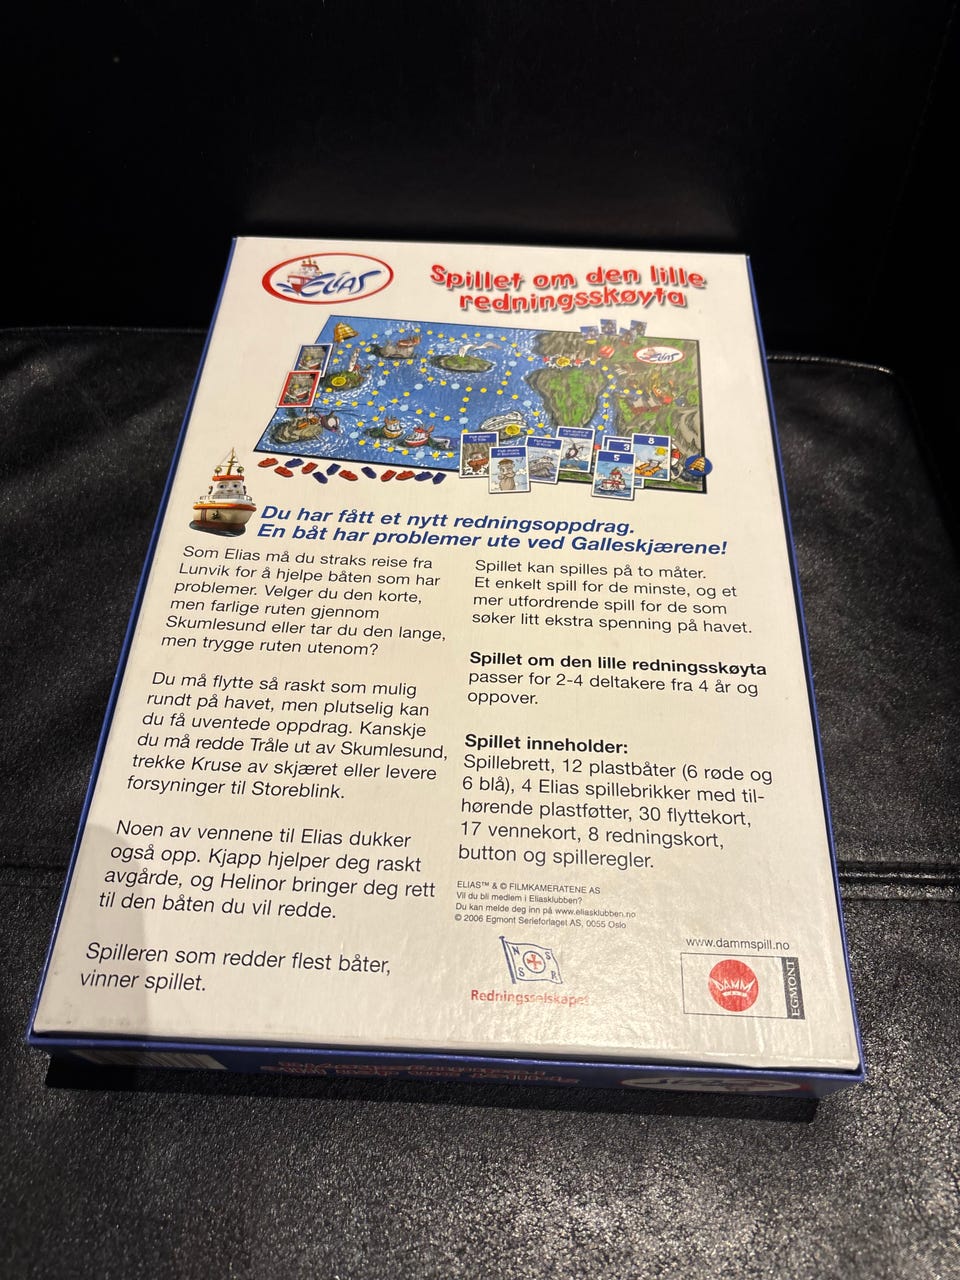 ELIAS
Spillet om den lille
redningsskøyta
ELIAS
8
3
5
Du har fått et nytt redningsoppdrag.
En båt har problemer ute ved Galleskjærene!
Som Elias må du straks reise fra
Lunvik for å hjelpe båten som har
problemer. Velger du den korte,
men farlige ruten gjennom
Skumlesund eller tar du den lange,
men trygge ruten utenom?
Du må flytte så raskt som mulig
rundt på havet, men plutselig kan
du få uventede oppdrag. Kanskje
du må redde Tråle ut av Skumlesund,
trekke Kruse av skjæret eller levere
forsyninger til Storeblink.
Noen av vennene til Elias dukker
også opp. Kjapp hjelper deg raskt
avgårde, og Helinor bringer deg rett
til den båten du vil redde.
Spilleren som redder flest båter,
vinner spillet.
Spillet kan spilles på to måter.
Et enkelt spill for de minste, og et
mer utfordrende spill for de som
søker litt ekstra spenning på havet.
Spillet om den lille redningsskøyta
passer for 2-4 deltakere fra 4 år og
oppover.
Spillet inneholder:
Spillebrett, 12 plastbåter (6 røde og
6 blå), 4 Elias spillebrikker med til-
hørende plastføtter, 30 flyttekort,
17 vennekort, 8 redningskort,
button og spilleregler.
ELIAS™ & © FILMKAMERATENE AS
Vil du bli medlem i Eliasklubben?
Du kan melde deg inn på www.eliasklubben.no
© 2006 Egmont Serieforlaget AS, 0055 Oslo
N S
S R
Redningsselskapet
www.dammspill.no
DAMM
EGMONT